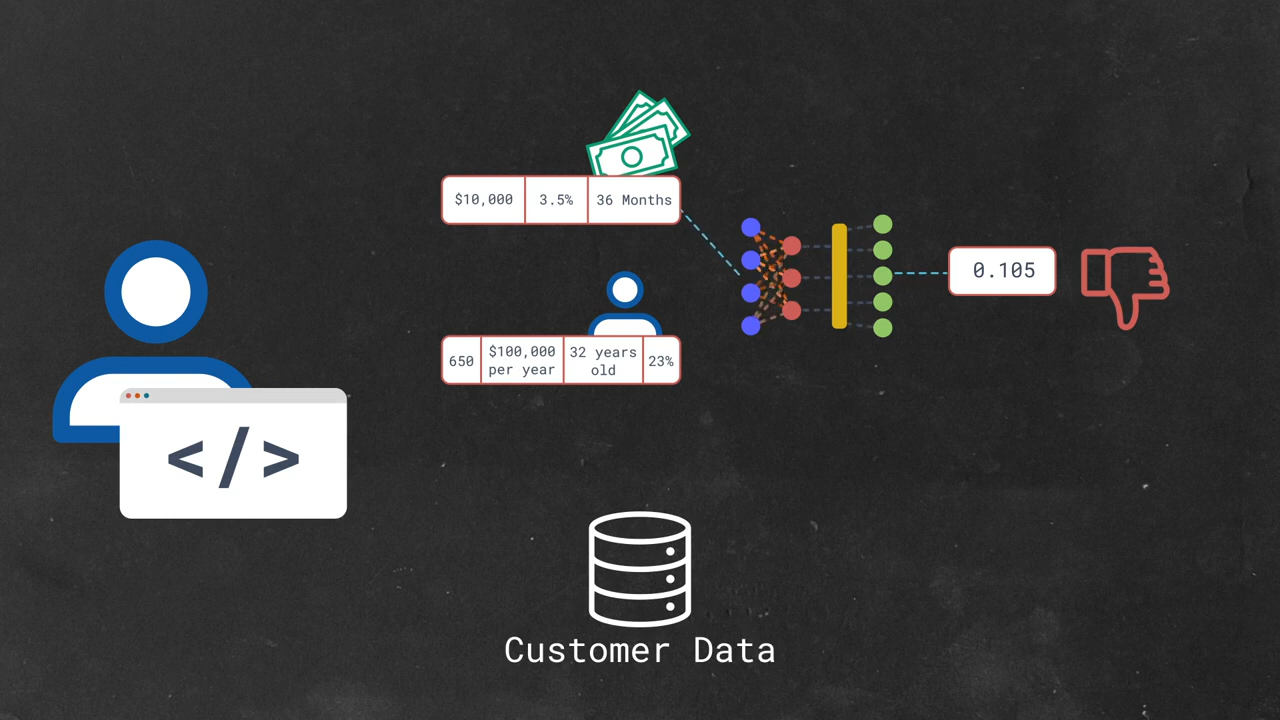 $10,000
3.5%
36 Months
650
$100,000
per year
32 years
old
23%
0.105
</>
Customer Data